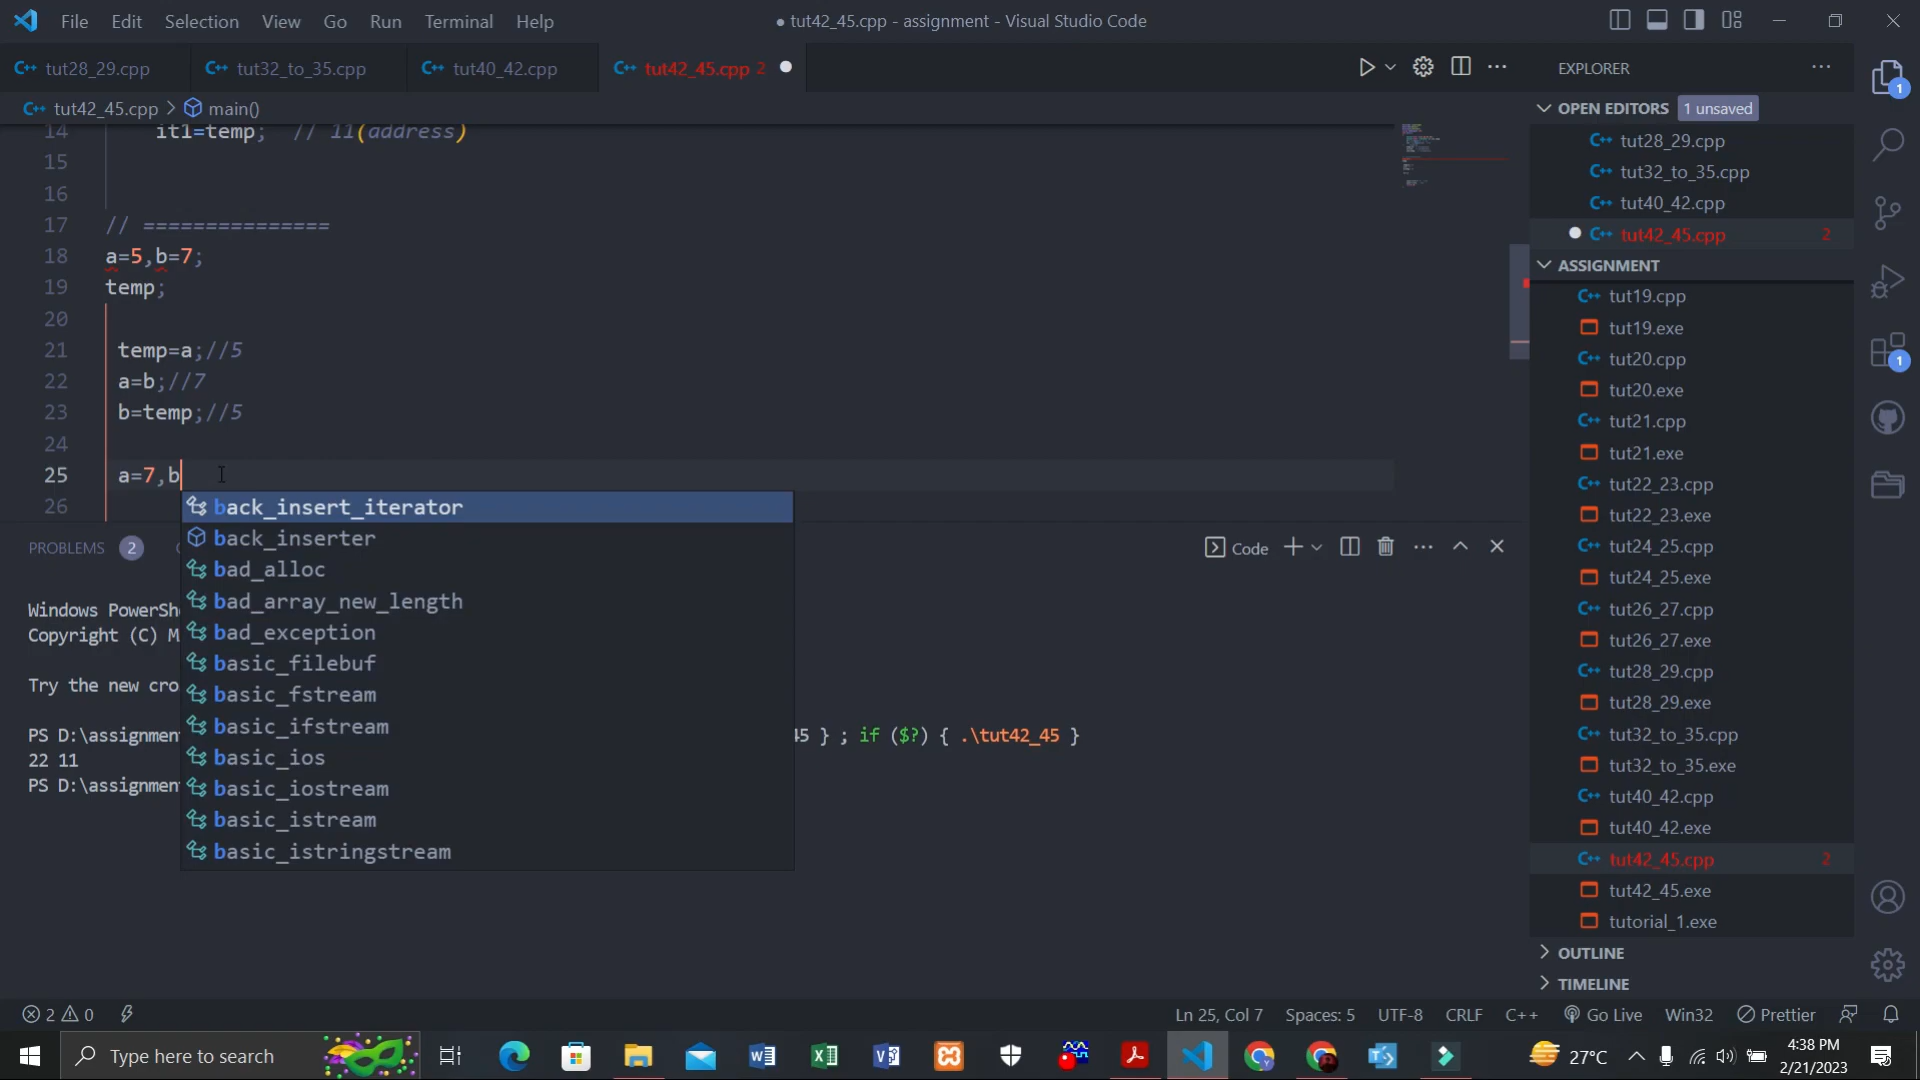 File Edit Selection View Go Run Terminal Help
● tut42_45.cpp - assignment - Visual Studio Code
tut28_29.cpp tut32_to_35.cpp tut40_42.cpp tut42_45.cpp 2
tut42_45.cpp > main()
14 it1=temp; // 11(address)
15
16
17 // ===============
18 a=5,b=7;
19 temp;
20
21 temp=a;//5
22 a=b;//7
23 b=temp;//5
24
25 a=7,b
26
back_insert_iterator
back_inserter
bad_alloc
bad_array_new_length
bad_exception
basic_filebuf
basic_fstream
basic_ifstream
basic_ios
basic_iostream
basic_istream
basic_istringstream
PROBLEMS 2
Code
Windows PowerSh
Copyright (C) M
Try the new cro
PS D:\assignment 45 } ; if ($?) { .\tut42_45 }
22 11
PS D:\assignment
EXPLORER
OPEN EDITORS 1 unsaved
tut28_29.cpp
tut32_to_35.cpp
tut40_42.cpp
tut42_45.cpp 2
ASSIGNMENT
tut19.cpp
tut19.exe
tut20.cpp
tut20.exe
tut21.cpp
tut21.exe
tut22_23.cpp
tut22_23.exe
tut24_25.cpp
tut24_25.exe
tut26_27.cpp
tut26_27.exe
tut28_29.cpp
tut28_29.exe
tut32_to_35.cpp
tut32_to_35.exe
tut40_42.cpp
tut40_42.exe
tut42_45.cpp 2
tut42_45.exe
tutorial_1.exe
OUTLINE
TIMELINE
1
1
2 0
Ln 25, Col 7 Spaces: 5 UTF-8 CRLF C++ Go Live Win32 Prettier
Type here to search
27°C
4:38 PM
2/21/2023